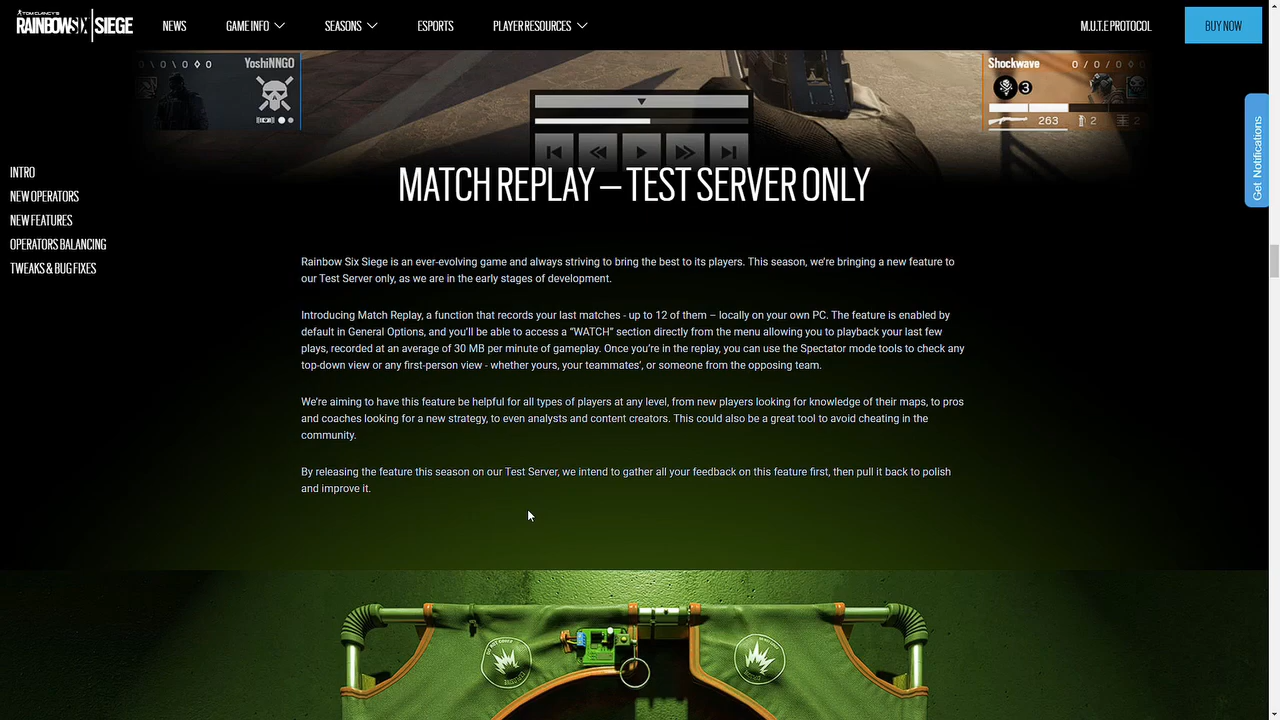 TOM CLANCY'S
RAINBOWSIX|SIEGE
NEWS
GAME INFO
SEASONS
ESPORTS
PLAYER RESOURCES
M.U.T.E PROTOCOL
BUY NOW
\ 0 / 0 / 0 ◊ 0
YoshiNNGO
Shockwave
0 / 0 / 0 ◊ 0
3
263
2
2
Get Notifications
INTRO
NEW OPERATORS
NEW FEATURES
OPERATORS BALANCING
TWEAKS & BUG FIXES
MATCH REPLAY – TEST SERVER ONLY
Rainbow Six Siege is an ever-evolving game and always striving to bring the best to its players. This season, we’re bringing a new feature to
our Test Server only, as we are in the early stages of development.
Introducing Match Replay, a function that records your last matches - up to 12 of them – locally on your own PC. The feature is enabled by
default in General Options, and you’ll be able to access a “WATCH” section directly from the menu allowing you to playback your last few
plays, recorded at an average of 30 MB per minute of gameplay. Once you’re in the replay, you can use the Spectator mode tools to check any
top-down view or any first-person view - whether yours, your teammates’, or someone from the opposing team.
We’re aiming to have this feature be helpful for all types of players at any level, from new players looking for knowledge of their maps, to pros
and coaches looking for a new strategy, to even analysts and content creators. This could also be a great tool to avoid cheating in the
community.
By releasing the feature this season on our Test Server, we intend to gather all your feedback on this feature first, then pull it back to polish
and improve it.